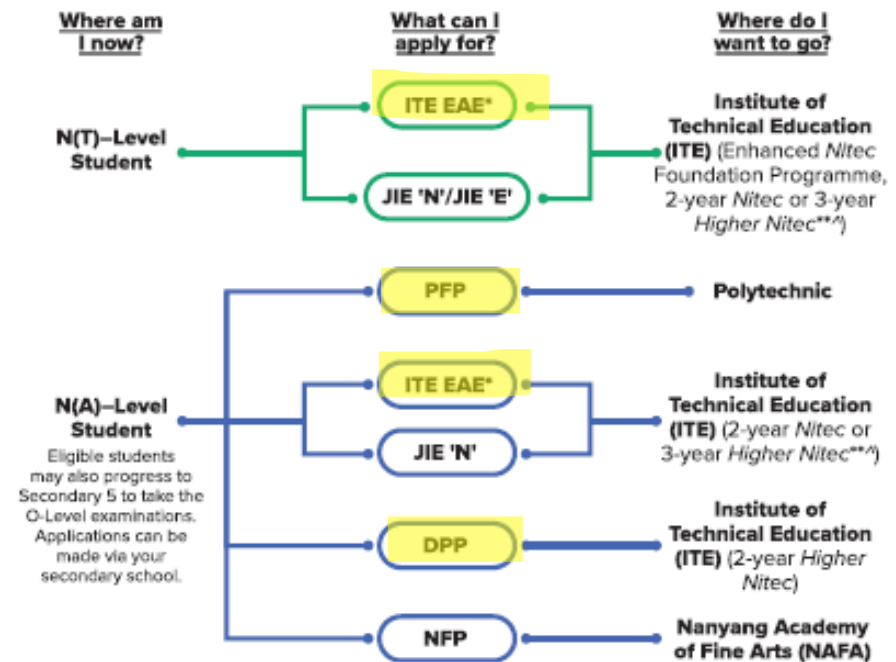 Where am
I now?
What can I
apply for?
Where do I
want to go?
N(T)–Level
Student
ITE EAE*
JIE 'N'/JIE 'E'
Institute of
Technical Education
(ITE) (Enhanced Nitec
Foundation Programme,
2-year Nitec or 3-year
Higher Nitec**^)
PFP
Polytechnic
N(A)–Level
Student
Eligible students
may also progress to
Secondary 5 to take the
O-Level examinations.
Applications can be
made via your
secondary school.
ITE EAE*
JIE 'N'
Institute of
Technical Education
(ITE) (2-year Nitec or
3-year Higher Nitec**^)
DPP
Institute of
Technical Education
(ITE) (2-year Higher
Nitec)
NFP
Nanyang Academy
of Fine Arts (NAFA)